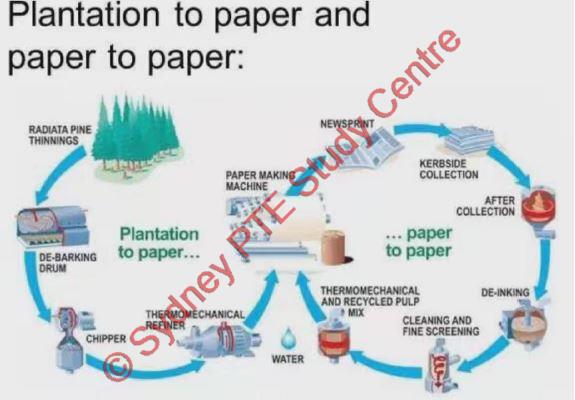 Plantation to paper and
paper to paper:
RADIATA PINE
THINNINGS
NEWSPRINT
KERBSIDE
COLLECTION
PAPER MAKING
MACHINE
AFTER
COLLECTION
Plantation
to paper...
... paper
to paper
DE-BARKING
DRUM
THERMOMECHANICAL
AND RECYCLED PULP
MIX
DE-INKING
THERMOMECHANICAL
REFINER
CLEANING AND
FINE SCREENING
CHIPPER
WATER
© Sydney PTE Study Centre